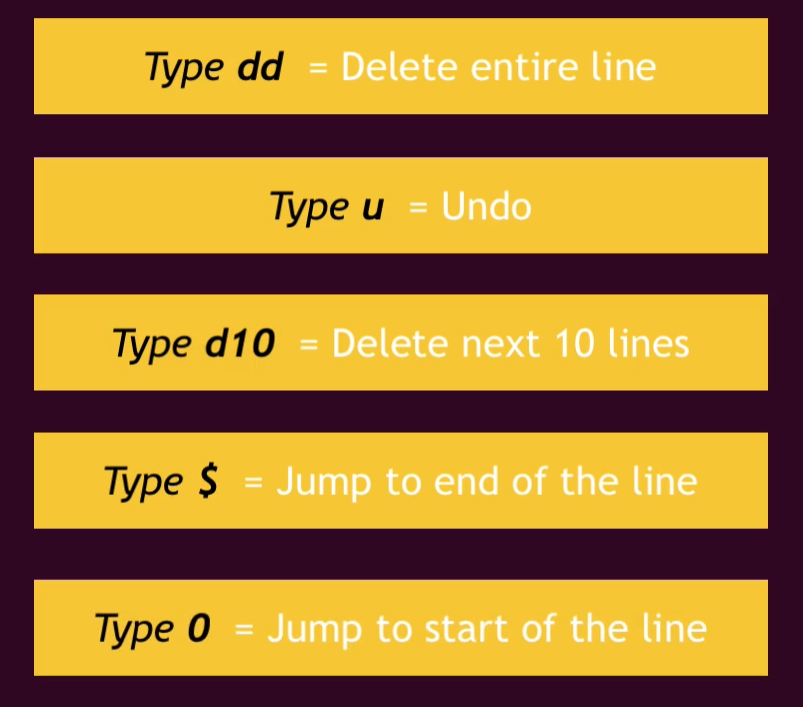 Type dd = Delete entire line
Type u = Undo
Type d10 = Delete next 10 lines
Type $ = Jump to end of the line
Type 0 = Jump to start of the line